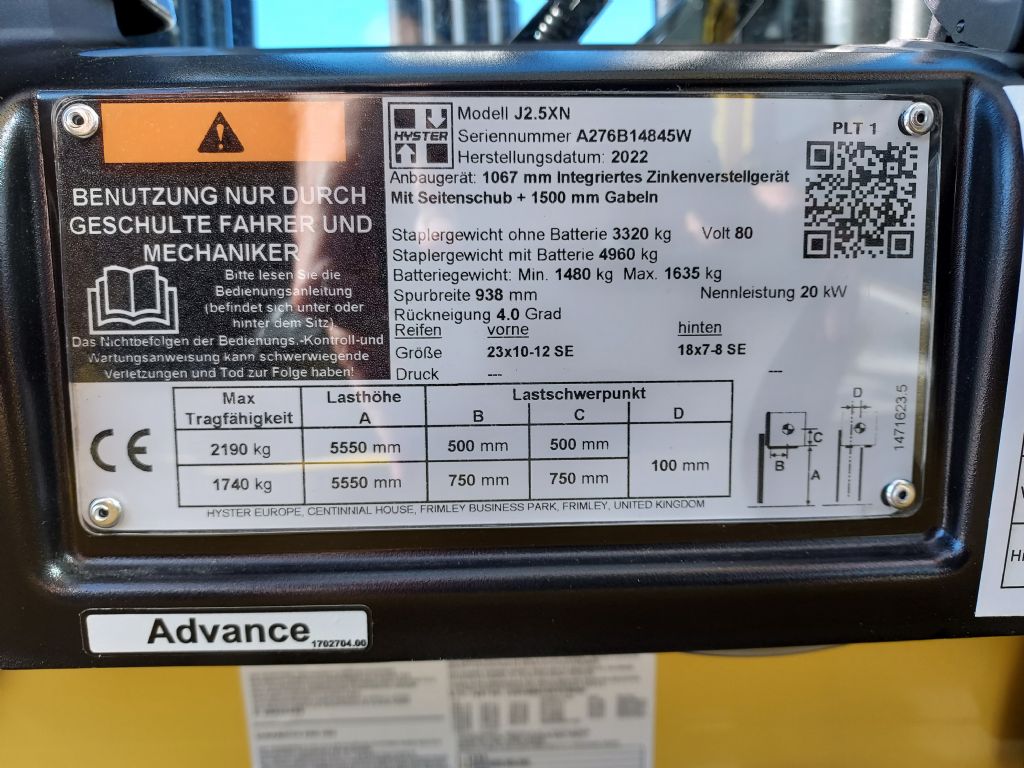 BENUTZUNG NUR DURCH
GESCHULTE FAHRER UND
MECHANIKER
Bitte lesen Sie die
Bedienungsanleitung
(befindet sich unter oder
hinter dem Sitz)
Das Nichtbefolgen der Bedienungs.-Kontroll-und
Wartungsanweisung kann schwerwiegende
Verletzungen und Tod zur Folge haben!
HYSTER
Modell J2.5XN
Seriennummer A276B14845W
Herstellungsdatum: 2022
PLT 1
Anbaugerät: 1067 mm Integriertes Zinkenverstellgerät
Mit Seitenschub + 1500 mm Gabeln
Staplergewicht ohne Batterie 3320 kg Volt 80
Staplergewicht mit Batterie 4960 kg
Batteriegewicht: Min. 1480 kg Max. 1635 kg
Spurbreite 938 mm Nennleistung 20 kW
Rückneigung 4.0 Grad
Reifen vorne hinten
Größe 23x10-12 SE 18x7-8 SE
Druck --- ---
Max Lasthöhe Lastschwerpunkt
Tragfähigkeit A B C D
2190 kg 5550 mm 500 mm 500 mm
100 mm
1740 kg 5550 mm 750 mm 750 mm
CE
D
C
B
A
1471623.5
HYSTER EUROPE, CENTINNIAL HOUSE, FRIMLEY BUSINESS PARK, FRIMLEY, UNITED KINGDOM
Advance 1702704.00